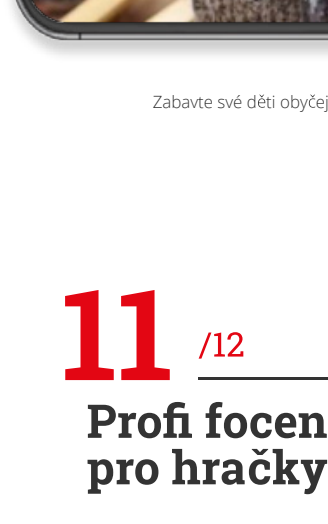 Zabavte své děti obyčej
11 /12
Profi focen
pro hračky